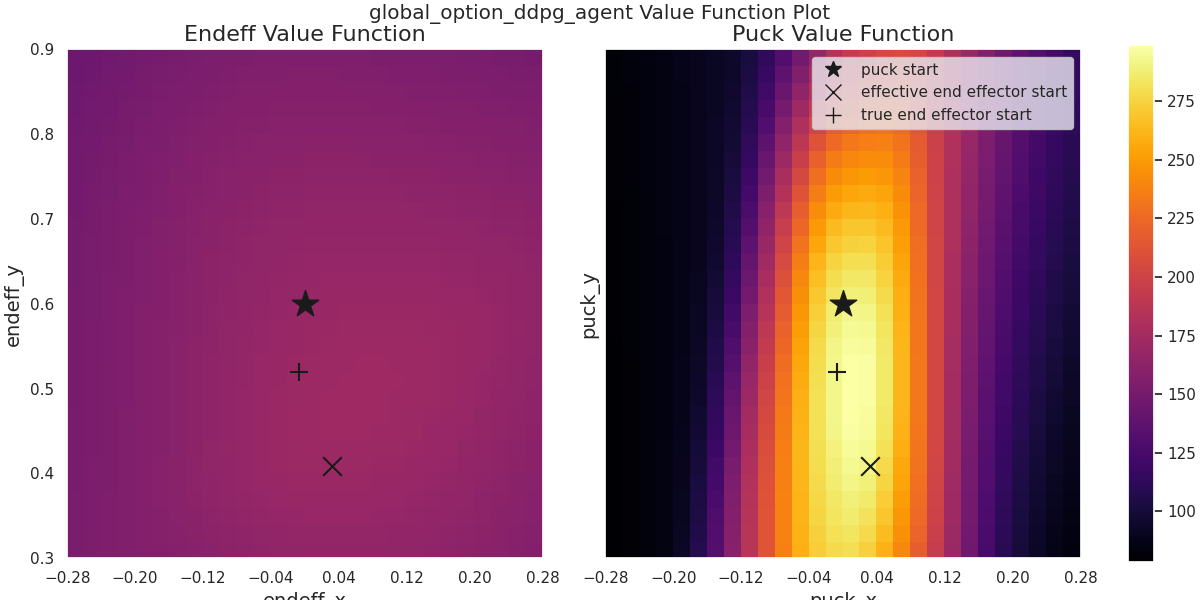 global_option_ddpg_agent Value Function Plot
Endeff Value Function
Puck Value Function
0.9
0.8
0.7
0.6
0.5
0.4
0.3
endeff_y
−0.28 −0.20 −0.12 −0.04 0.04 0.12 0.20 0.28
endeff_x
puck start
effective end effector start
true end effector start
puck_y
−0.28 −0.20 −0.12 −0.04 0.04 0.12 0.20 0.28
puck_x
275
250
225
200
175
150
125
100